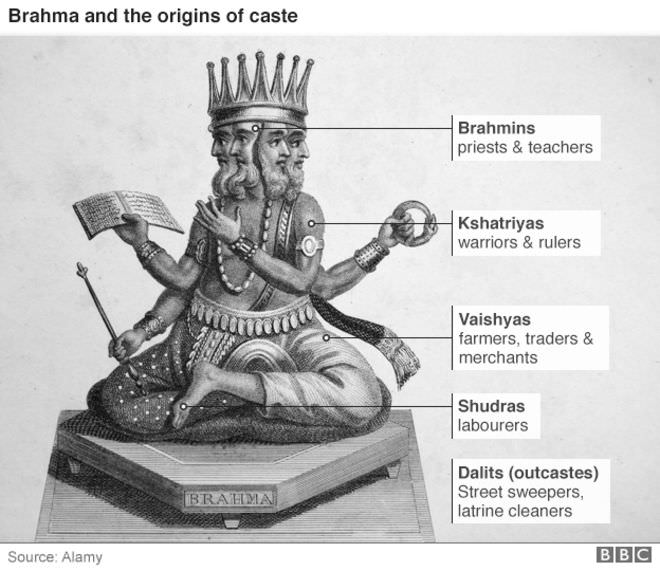 Brahma and the origins of caste
Brahmins
priests & teachers
Kshatriyas
warriors & rulers
Vaishyas
farmers, traders &
merchants
Shudras
labourers
Dalits (outcastes)
Street sweepers,
latrine cleaners
BRAHMA
Source: Alamy
BBC